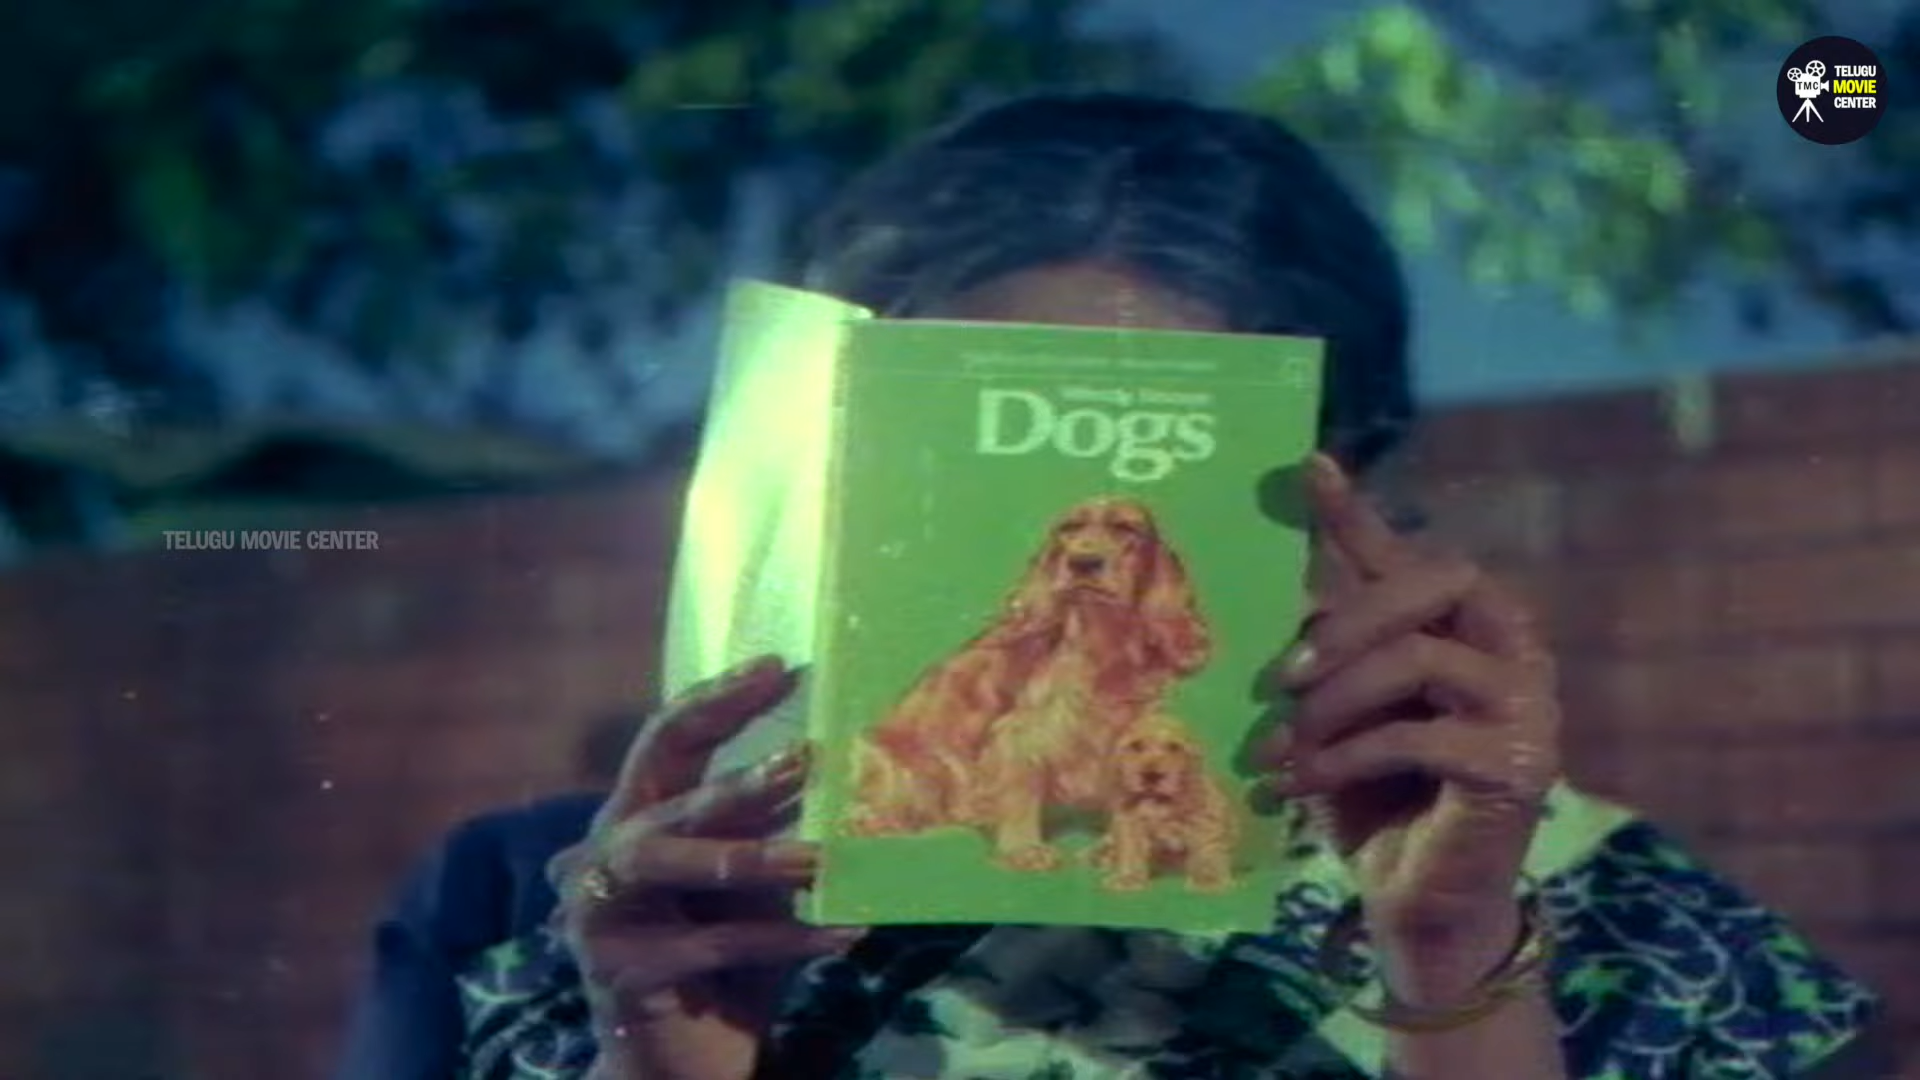 TELUGU
MOVIE
CENTER
TMC
Dogs
TELUGU MOVIE CENTER